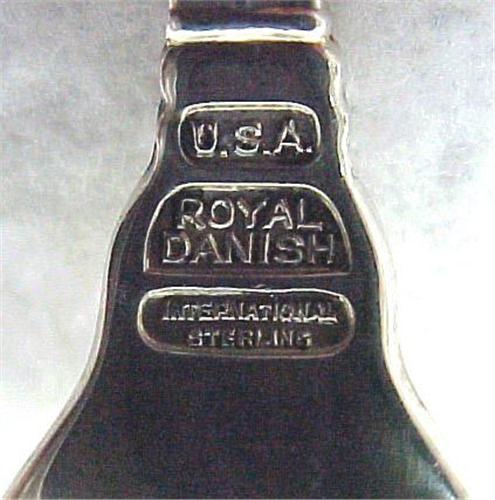 U.S.A.
ROYAL
DANISH
INTERNATIONAL
STERLING